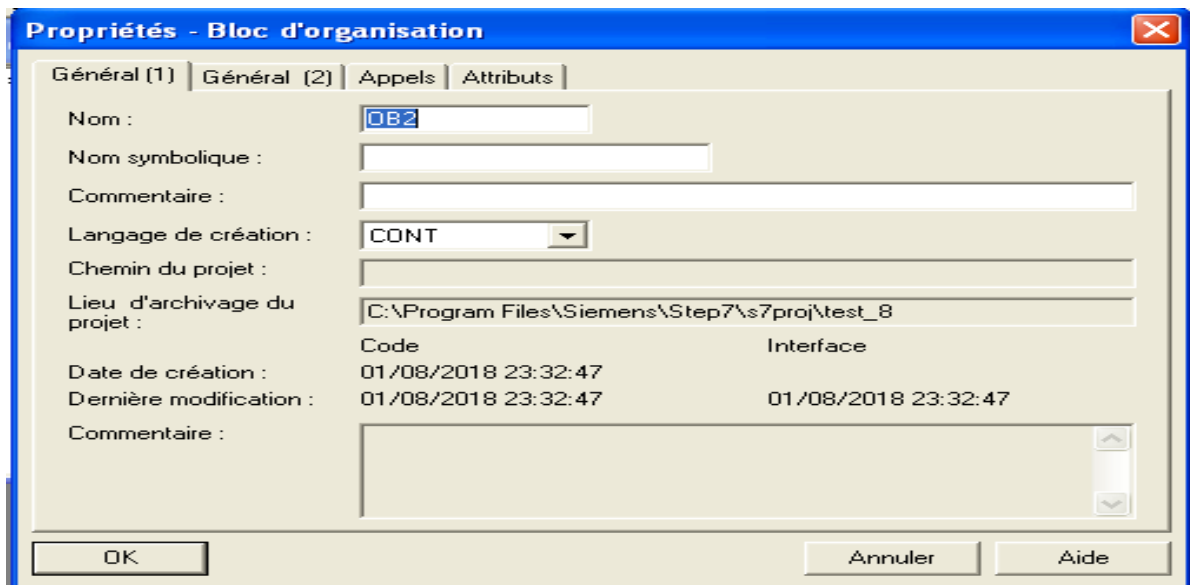 Propriétés - Bloc d'organisation
Général (1) Général (2) Appels Attributs
Nom : OB2
Nom symbolique :
Commentaire :
Langage de création : CONT
Chemin du projet :
Lieu d'archivage du
projet : C:\Program Files\Siemens\Step7\s7proj\test_8
Code Interface
Date de création : 01/08/2018 23:32:47
Dernière modification : 01/08/2018 23:32:47 01/08/2018 23:32:47
Commentaire :
OK Annuler Aide